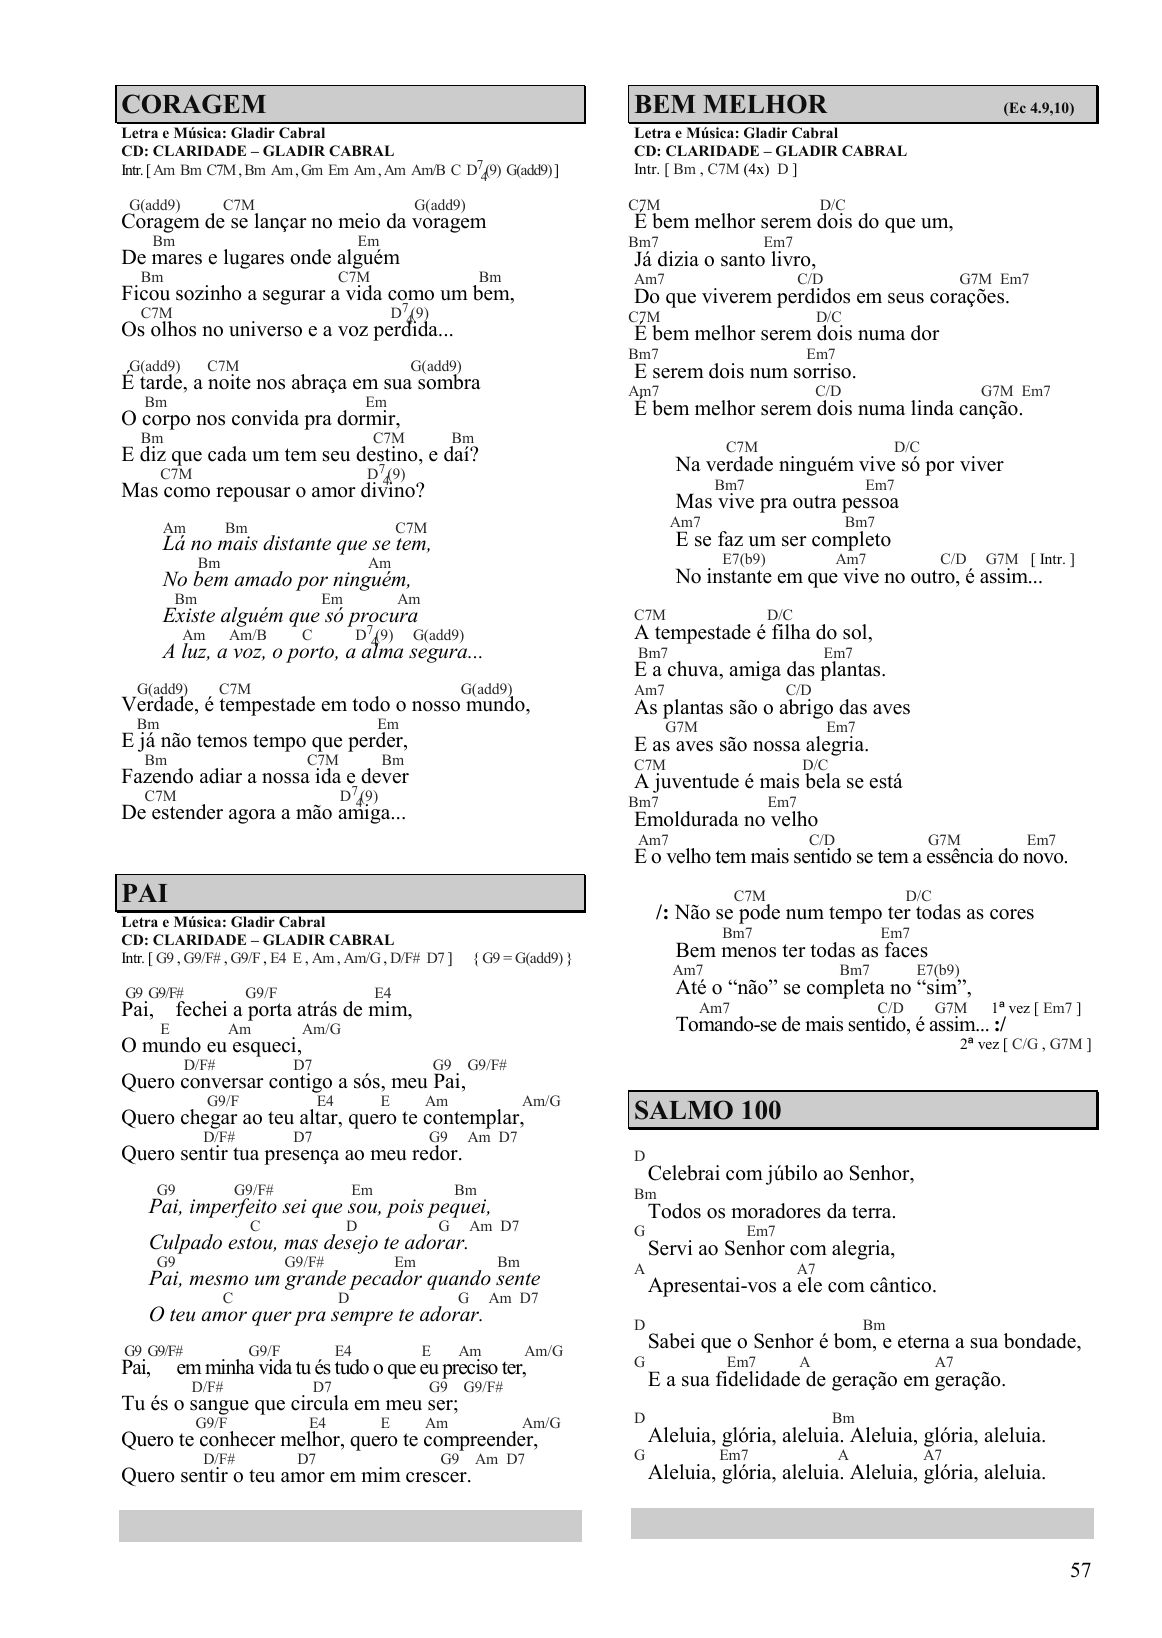 CORAGEM
Letra e Música: Gladir Cabral
CD: CLARIDADE – GLADIR CABRAL
Intr. [ Am Bm C7M , Bm Am , Gm Em Am , Am Am/B C D7/4(9) G(add9) ]
G(add9) C7M G(add9)
Coragem de se lançar no meio da voragem
Bm Em
De mares e lugares onde alguém
Bm C7M Bm
Ficou sozinho a segurar a vida como um bem,
C7M D7/4(9)
Os olhos no universo e a voz perdida...
G(add9) C7M G(add9)
É tarde, a noite nos abraça em sua sombra
Bm Em
O corpo nos convida pra dormir,
Bm C7M Bm
E diz que cada um tem seu destino, e daí?
C7M D7/4(9)
Mas como repousar o amor divino?
Am Bm C7M
Lá no mais distante que se tem,
Bm Am
No bem amado por ninguém,
Bm Em Am
Existe alguém que só procura
Am Am/B C D7/4(9) G(add9)
A luz, a voz, o porto, a alma segura...
G(add9) C7M G(add9)
Verdade, é tempestade em todo o nosso mundo,
Bm Em
E já não temos tempo que perder,
Bm C7M Bm
Fazendo adiar a nossa ida e dever
C7M D7/4(9)
De estender agora a mão amiga...
PAI
Letra e Música: Gladir Cabral
CD: CLARIDADE – GLADIR CABRAL
Intr. [ G9 , G9/F# , G9/F , E4 E , Am , Am/G , D/F# D7 ] { G9 = G(add9) }
G9 G9/F# G9/F E4
Pai, fechei a porta atrás de mim,
E Am Am/G
O mundo eu esqueci,
D/F# D7 G9 G9/F#
Quero conversar contigo a sós, meu Pai,
G9/F E4 E Am Am/G
Quero chegar ao teu altar, quero te contemplar,
D/F# D7 G9 Am D7
Quero sentir tua presença ao meu redor.
G9 G9/F# Em Bm
Pai, imperfeito sei que sou, pois pequei,
C D G Am D7
Culpado estou, mas desejo te adorar.
G9 G9/F# Em Bm
Pai, mesmo um grande pecador quando sente
C D G Am D7
O teu amor quer pra sempre te adorar.
G9 G9/F# G9/F E4 E Am Am/G
Pai, em minha vida tu és tudo o que eu preciso ter,
D/F# D7 G9 G9/F#
Tu és o sangue que circula em meu ser;
G9/F E4 E Am Am/G
Quero te conhecer melhor, quero te compreender,
D/F# D7 G9 Am D7
Quero sentir o teu amor em mim crescer.
BEM MELHOR (Ec 4.9,10)
Letra e Música: Gladir Cabral
CD: CLARIDADE – GLADIR CABRAL
Intr. [ Bm , C7M (4x) D ]
C7M D/C
É bem melhor serem dois do que um,
Bm7 Em7
Já dizia o santo livro,
Am7 C/D G7M Em7
Do que viverem perdidos em seus corações.
C7M D/C
É bem melhor serem dois numa dor
Bm7 Em7
E serem dois num sorriso.
Am7 C/D G7M Em7
É bem melhor serem dois numa linda canção.
C7M D/C
Na verdade ninguém vive só por viver
Bm7 Em7
Mas vive pra outra pessoa
Am7 Bm7
E se faz um ser completo
E7(b9) Am7 C/D G7M [ Intr. ]
No instante em que vive no outro, é assim...
C7M D/C
A tempestade é filha do sol,
Bm7 Em7
E a chuva, amiga das plantas.
Am7 C/D
As plantas são o abrigo das aves
G7M Em7
E as aves são nossa alegria.
C7M D/C
A juventude é mais bela se está
Bm7 Em7
Emoldurada no velho
Am7 C/D G7M Em7
E o velho tem mais sentido se tem a essência do novo.
C7M D/C
/: Não se pode num tempo ter todas as cores
Bm7 Em7
Bem menos ter todas as faces
Am7 Bm7 E7(b9)
Até o “não” se completa no “sim”,
Am7 C/D G7M 1ª vez [ Em7 ]
Tomando-se de mais sentido, é assim... :/
2ª vez [ C/G , G7M ]
SALMO 100
D
Celebrai com júbilo ao Senhor,
Bm
Todos os moradores da terra.
G Em7
Servi ao Senhor com alegria,
A A7
Apresentai-vos a ele com cântico.
D Bm
Sabei que o Senhor é bom, e eterna a sua bondade,
G Em7 A A7
E a sua fidelidade de geração em geração.
D Bm
Aleluia, glória, aleluia. Aleluia, glória, aleluia.
G Em7 A A7
Aleluia, glória, aleluia. Aleluia, glória, aleluia.
57